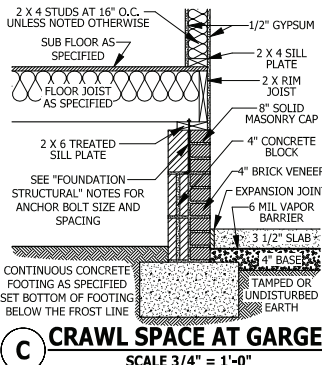 2 X 4 STUDS AT 16" O.C.
UNLESS NOTED OTHERWISE
SUB FLOOR AS
SPECIFIED
FLOOR JOIST
AS SPECIFIED
2 X 6 TREATED
SILL PLATE
SEE "FOUNDATION
STRUCTURAL" NOTES FOR
ANCHOR BOLT SIZE AND
SPACING
CONTINUOUS CONCRETE
FOOTING AS SPECIFIED
SET BOTTOM OF FOOTING
BELOW THE FROST LINE
1/2" GYPSUM
2 X 4 SILL
PLATE
2 X RIM
JOIST
8" SOLID
MASONRY CAP
4" CONCRETE
BLOCK
4" BRICK VENEER
EXPANSION JOINT
6 MIL VAPOR
BARRIER
3 1/2" SLAB
4" BASE
TAMPED OR
UNDISTURBED
EARTH
C
CRAWL SPACE AT GARGE
SCALE 3/4" = 1'-0"